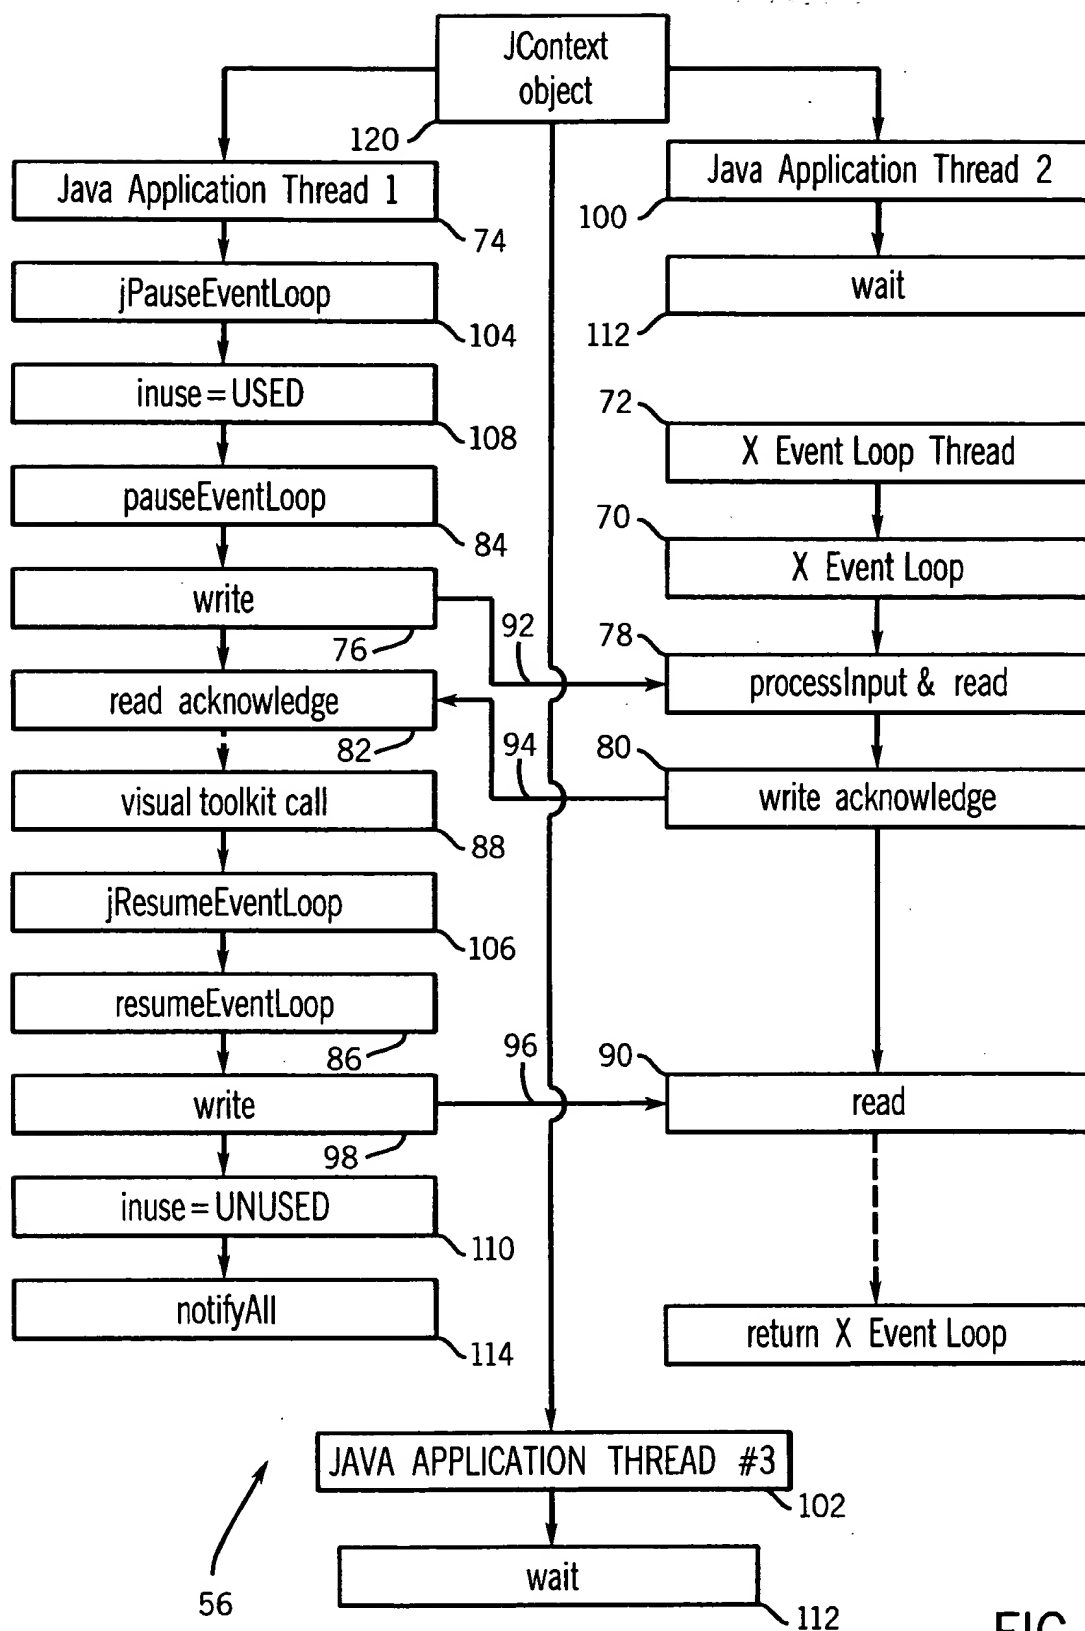 JContext
object
120
Java Application Thread 1
74
Java Application Thread 2
100
jPauseEventLoop
104
wait
112
inuse=USED
108
72
X Event Loop Thread
pauseEventLoop
84
70
X Event Loop
write
76
92
78
processInput & read
read acknowledge
82
94
80
write acknowledge
visual toolkit call
88
jResumeEventLoop
106
resumeEventLoop
86
96
90
write
98
read
inuse=UNUSED
110
notifyAll
114
return X Event Loop
JAVA APPLICATION THREAD #3
102
wait
112
56
FIG